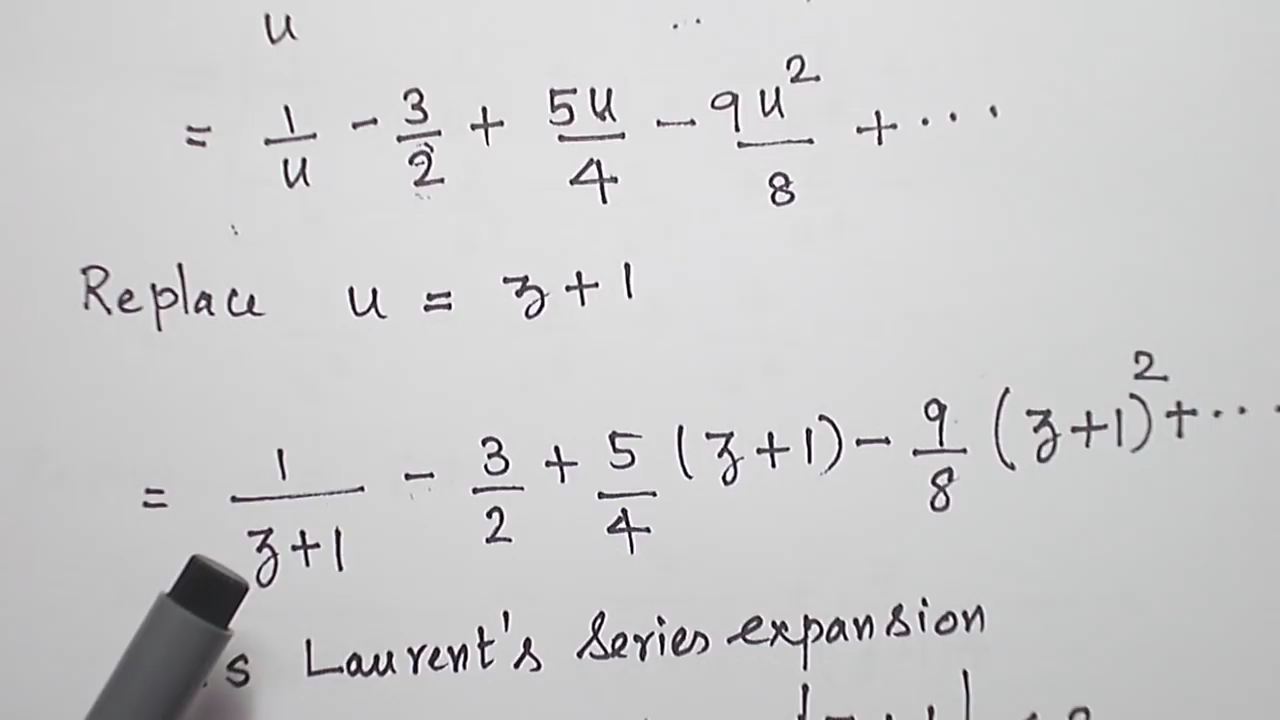 u
= 1/u - 3/2 + 5u/4 - 9u²/8 + ...
Replace u = z + 1
= 1/(z+1) - 3/2 + 5/4 (z+1) - 9/8 (z+1)² + ...
s Laurent's series expansion